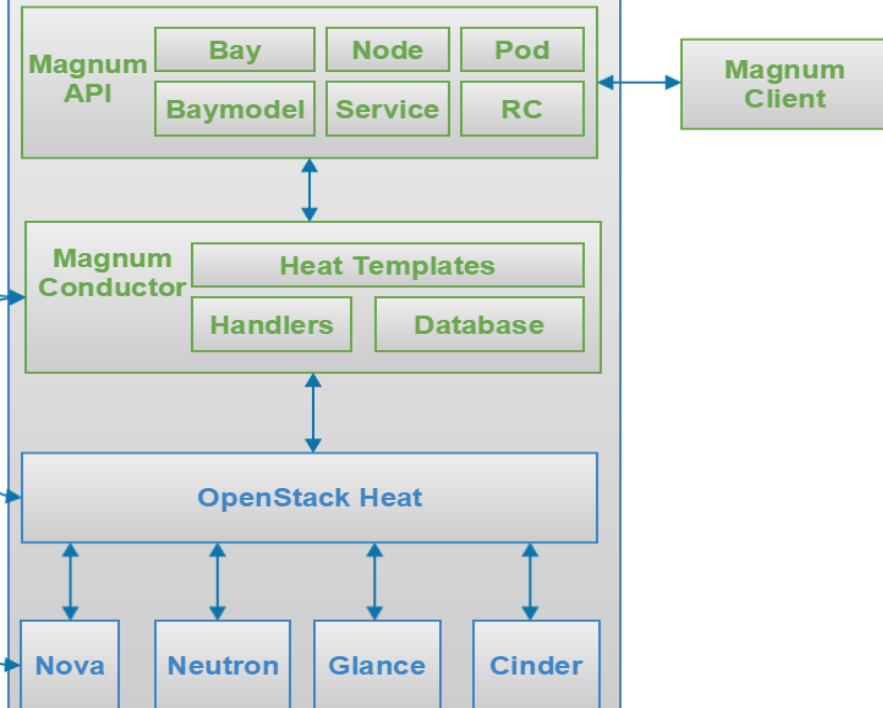 Magnum
API
Bay
Node
Pod
Baymodel
Service
RC
Magnum
Client
Magnum
Conductor
Heat Templates
Handlers
Database
OpenStack Heat
Nova
Neutron
Glance
Cinder